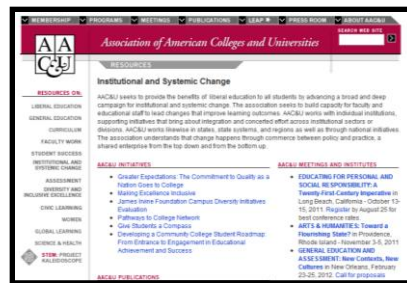 MEMBERSHIP PROGRAMS MEETINGS PUBLICATIONS LEAP PRESS ROOM ABOUT AAC&U
SEARCH WEB SITE
AAC&U
Association of American Colleges and Universities
RESOURCES
RESOURCES ON:
LIBERAL EDUCATION
GENERAL EDUCATION
CURRICULUM
FACULTY WORK
STUDENT SUCCESS
INSTITUTIONAL AND
SYSTEMIC CHANGE
ASSESSMENT
DIVERSITY AND
INCLUSIVE EXCELLENCE
CIVIC LEARNING
WOMEN
GLOBAL LEARNING
SCIENCE & HEALTH
STEM: PROJECT
KALEIDOSCOPE
Institutional and Systemic Change
AAC&U seeks to provide the benefits of liberal education to all students by advancing a broad and deep
campaign for institutional and systemic change. The association seeks to build capacity for faculty and
educational staff to lead changes that improve learning outcomes. AAC&U works with individual institutions,
supporting initiatives that bring about integration and concerted effort across institutional sectors or
divisions. AAC&U works likewise in states, state systems, and regions as well as through national initiatives.
The association understands that change happens through commerce between policy and practice, a
shared enterprise from the top down and from the bottom up.
AAC&U INITIATIVES
Greater Expectations: The Commitment to Quality as a
Nation Goes to College
Making Excellence Inclusive
James Irvine Foundation Campus Diversity Initiatives
Evaluation
Pathways to College Network
Give Students a Compass
Developing a Community College Student Roadmap
From Entrance to Engagement in Educational
Achievement and Success
AAC&U PUBLICATIONS
AAC&U MEETINGS AND INSTITUTES
EDUCATING FOR PERSONAL AND
SOCIAL RESPONSIBILITY: A
Twenty-First Century Imperative in
Long Beach, California - October 13-
15, 2011. Register by August 25 for
best conference rates.
ARTS & HUMANITIES: Toward a
Flourishing State? in Providence,
Rhode Island - November 3-5, 2011
GENERAL EDUCATION AND
ASSESSMENT: New Contexts, New
Cultures in New Orleans, February
23-25, 2012. Call for proposals